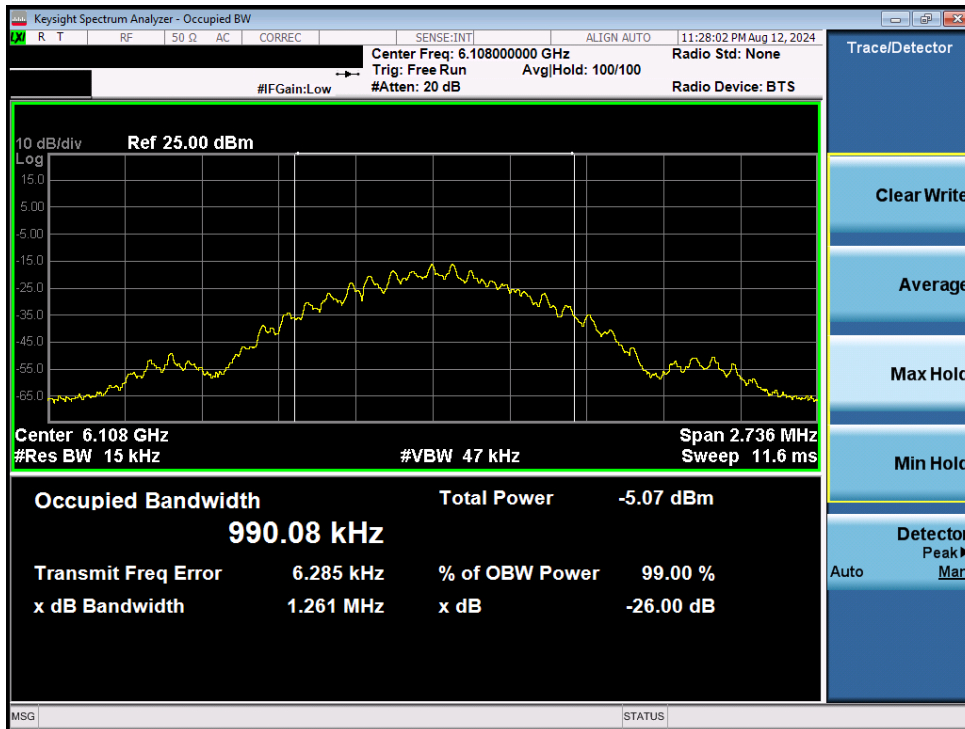 Keysight Spectrum Analyzer - Occupied BW
LXI R T RF 50 Ω AC CORREC SENSE:INT ALIGN AUTO 11:28:02 PM Aug 12, 2024
Center Freq: 6.108000000 GHz Radio Std: None
Trig: Free Run Avg|Hold: 100/100
#IFGain:Low #Atten: 20 dB Radio Device: BTS
10 dB/div Ref 25.00 dBm
Log
15.0
5.00
-5.00
-15.0
-25.0
-35.0
-45.0
-55.0
-65.0
Center 6.108 GHz Span 2.736 MHz
#Res BW 15 kHz #VBW 47 kHz Sweep 11.6 ms
Occupied Bandwidth Total Power -5.07 dBm
990.08 kHz
Transmit Freq Error 6.285 kHz % of OBW Power 99.00 %
x dB Bandwidth 1.261 MHz x dB -26.00 dB
MSG STATUS
Trace/Detector
Clear Write
Average
Max Hold
Min Hold
Detector
Peak
Auto Man